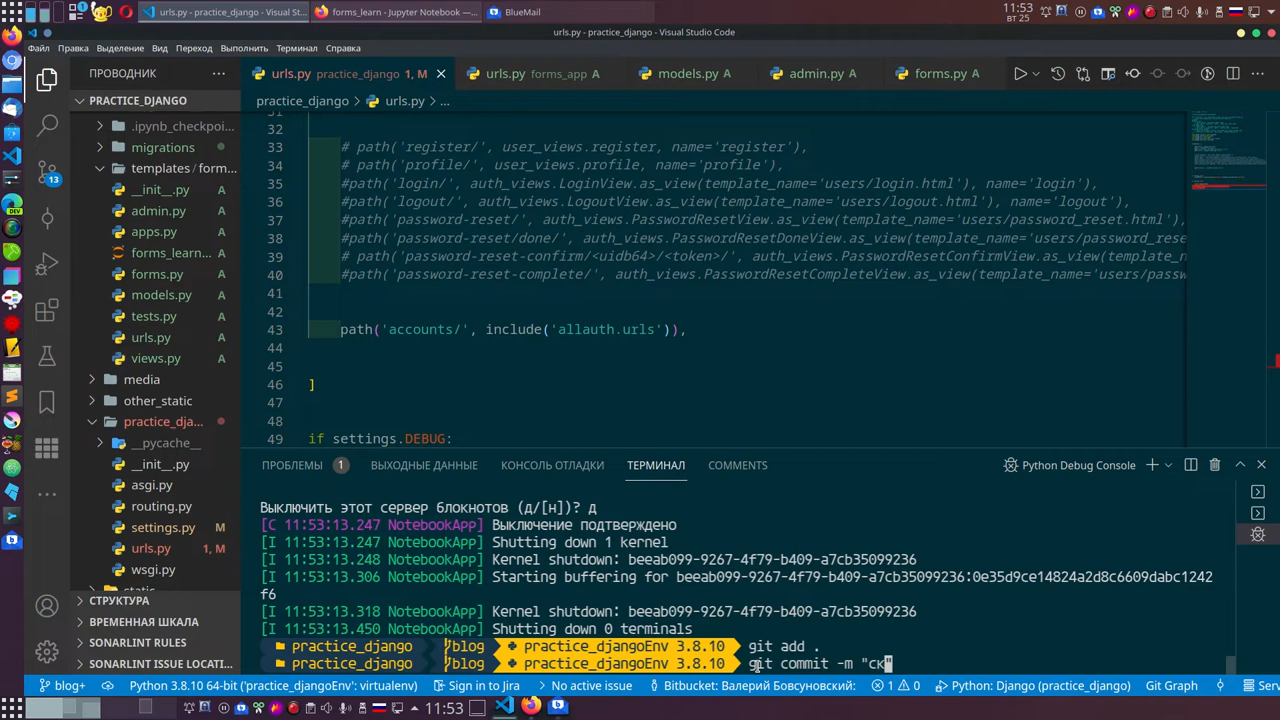 urls.py - practice_django - Visual Stud...
forms_learn - Jupyter Notebook —...
BlueMail
11:53
ВТ 25
urls.py - practice_django - Visual Studio Code
Файл Правка Выделение Вид Переход Выполнить Терминал Справка
ПРОВОДНИК
urls.py practice_django 1, M
urls.py forms_app A
models.py A
admin.py A
forms.py A
PRACTICE_DJANGO
practice_django > urls.py > ...
.ipynb_checkpoi...
migrations
templates/form...
__init__.py A
admin.py A
apps.py A
forms_learn... A
forms.py A
models.py A
tests.py A
urls.py A
views.py A
media
other_static
practice_dja...
__pycache__
__init__.py
asgi.py
routing.py
settings.py M
urls.py 1, M
wsgi.py
static
СТРУКТУРА
ВРЕМЕННАЯ ШКАЛА
SONARLINT RULES
SONARLINT ISSUE LOCATI...
13
31
32
33 # path('register/', user_views.register, name='register'),
34 # path('profile/', user_views.profile, name='profile'),
35 #path('login/', auth_views.LoginView.as_view(template_name='users/login.html'), name='login'),
36 #path('logout/', auth_views.LogoutView.as_view(template_name='users/logout.html'), name='logout'),
37 #path('password-reset/', auth_views.PasswordResetView.as_view(template_name='users/password_reset.html'),
38 #path('password-reset/done/', auth_views.PasswordResetDoneView.as_view(template_name='users/password_rese
39 # path('password-reset-confirm/<uidb64>/<token>/', auth_views.PasswordResetConfirmView.as_view(template_n
40 #path('password-reset-complete/', auth_views.PasswordResetCompleteView.as_view(template_name='users/passw
41
42
43 path('accounts/', include('allauth.urls')),
44
45
46 ]
47
48
49 if settings.DEBUG:
ПРОБЛЕМЫ 1 ВЫХОДНЫЕ ДАННЫЕ КОНСОЛЬ ОТЛАДКИ ТЕРМИНАЛ COMMENTS Python Debug Console
Выключить этот сервер блокнотов (д/[н])? д
[C 11:53:13.247 NotebookApp] Выключение подтверждено
[I 11:53:13.247 NotebookApp] Shutting down 1 kernel
[I 11:53:13.248 NotebookApp] Kernel shutdown: beeab099-9267-4f79-b409-a7cb35099236
[I 11:53:13.306 NotebookApp] Starting buffering for beeab099-9267-4f79-b409-a7cb35099236:0e35d9ce14824a2d8c6609dabc1242
f6
[I 11:53:13.318 NotebookApp] Kernel shutdown: beeab099-9267-4f79-b409-a7cb35099236
[I 11:53:13.450 NotebookApp] Shutting down 0 terminals
practice_django blog practice_djangoEnv 3.8.10 git add .
practice_django blog practice_djangoEnv 3.8.10 git commit -m "ск"
blog+ Python 3.8.10 64-bit ('practice_djangoEnv': virtualenv) Sign in to Jira No active issue Bitbucket: Валерий Бовсуновский: 1 0 Python: Django (practice_django) Git Graph Serv
11:53